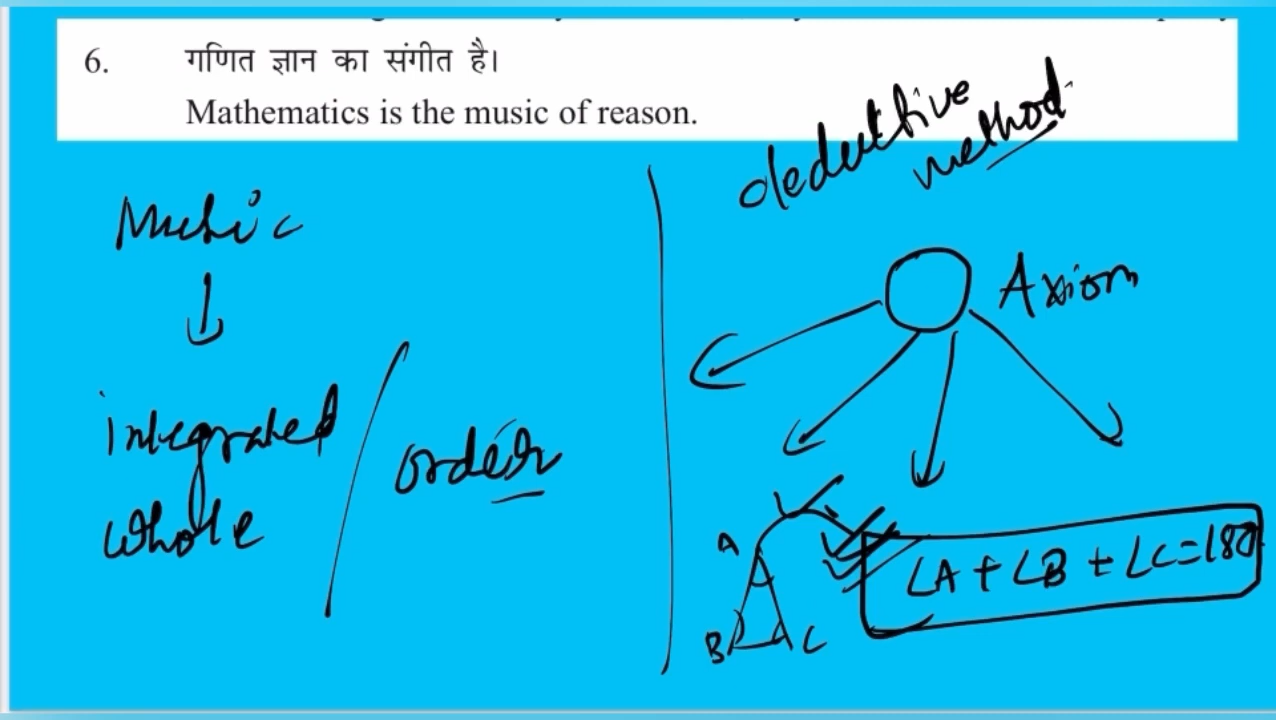 6. गणित ज्ञान का संगीत है।
Mathematics is the music of reason.
deductive
method
Music
Axiom
integrated
whole
order
A
B C
∠A + ∠B + ∠C = 180